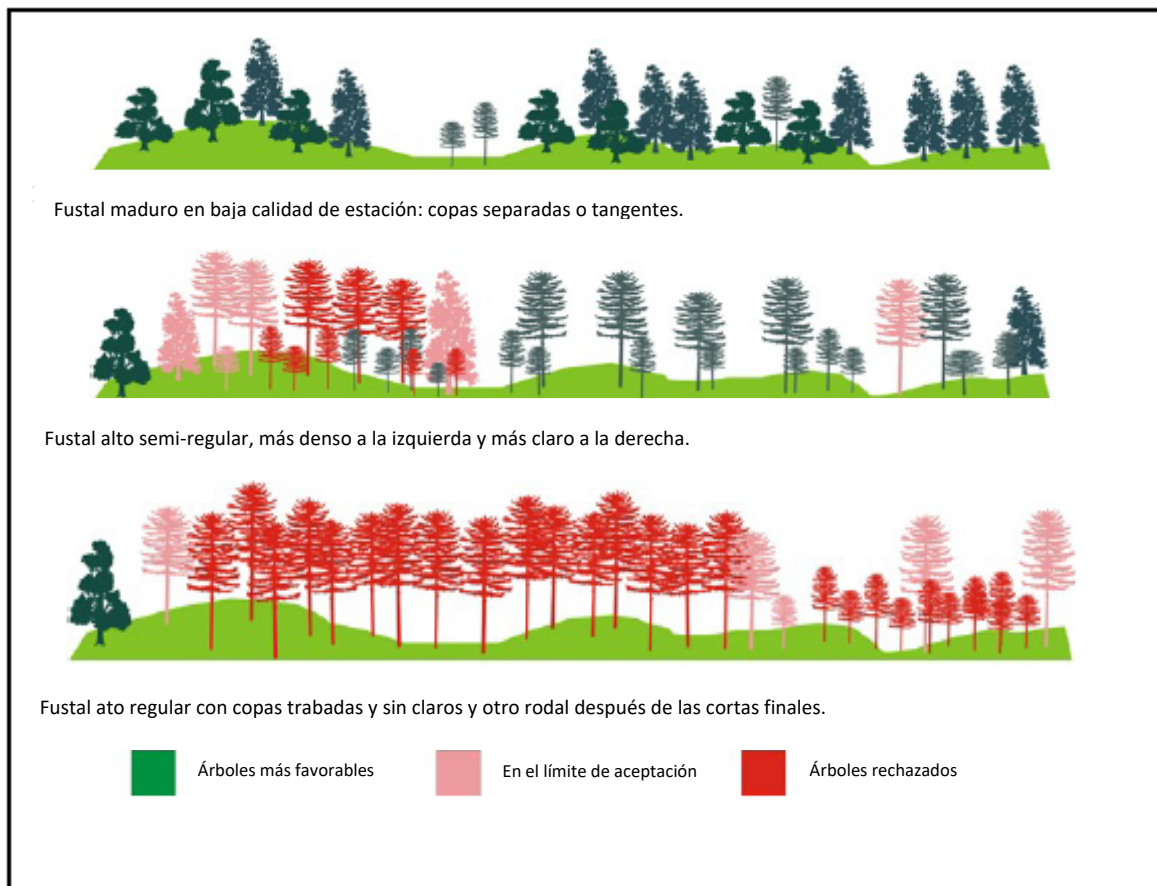 Fustal maduro en baja calidad de estación: copas separadas o tangentes.
Fustal alto semi-regular, más denso a la izquierda y más claro a la derecha.
Fustal ato regular con copas trabadas y sin claros y otro rodal después de las cortas finales.
Árboles más favorables
En el límite de aceptación
Árboles rechazados